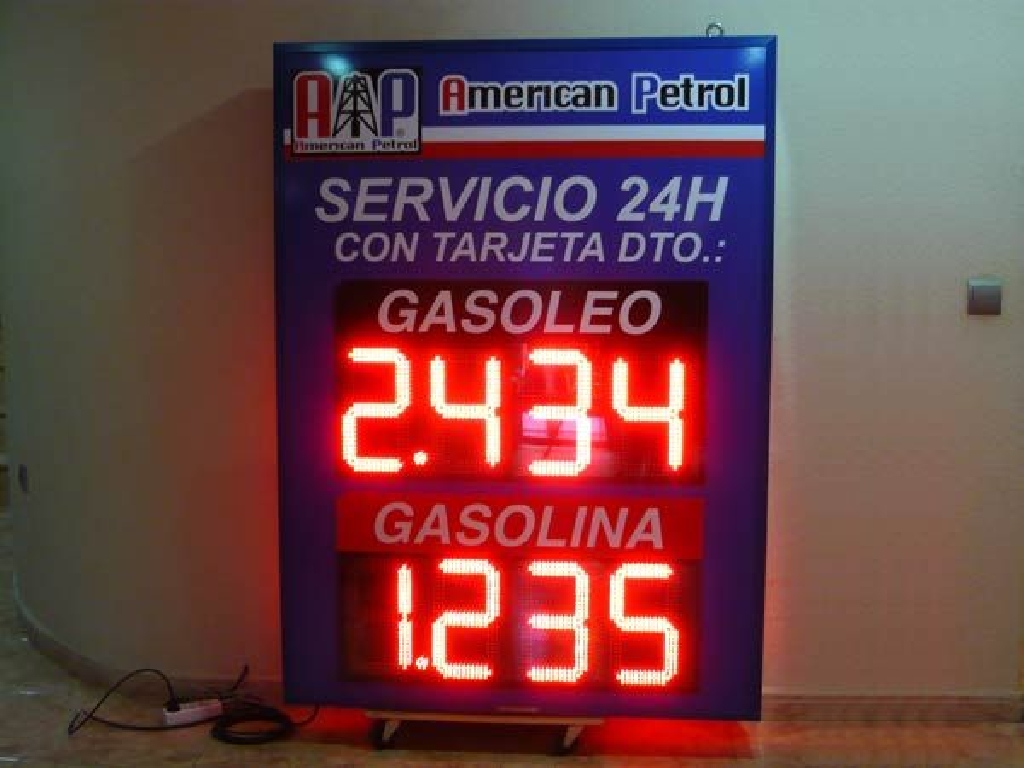 AP American Petrol
American Petrol
SERVICIO 24H
CON TARJETA DTO.:
GASOLEO
2.434
GASOLINA
1.235